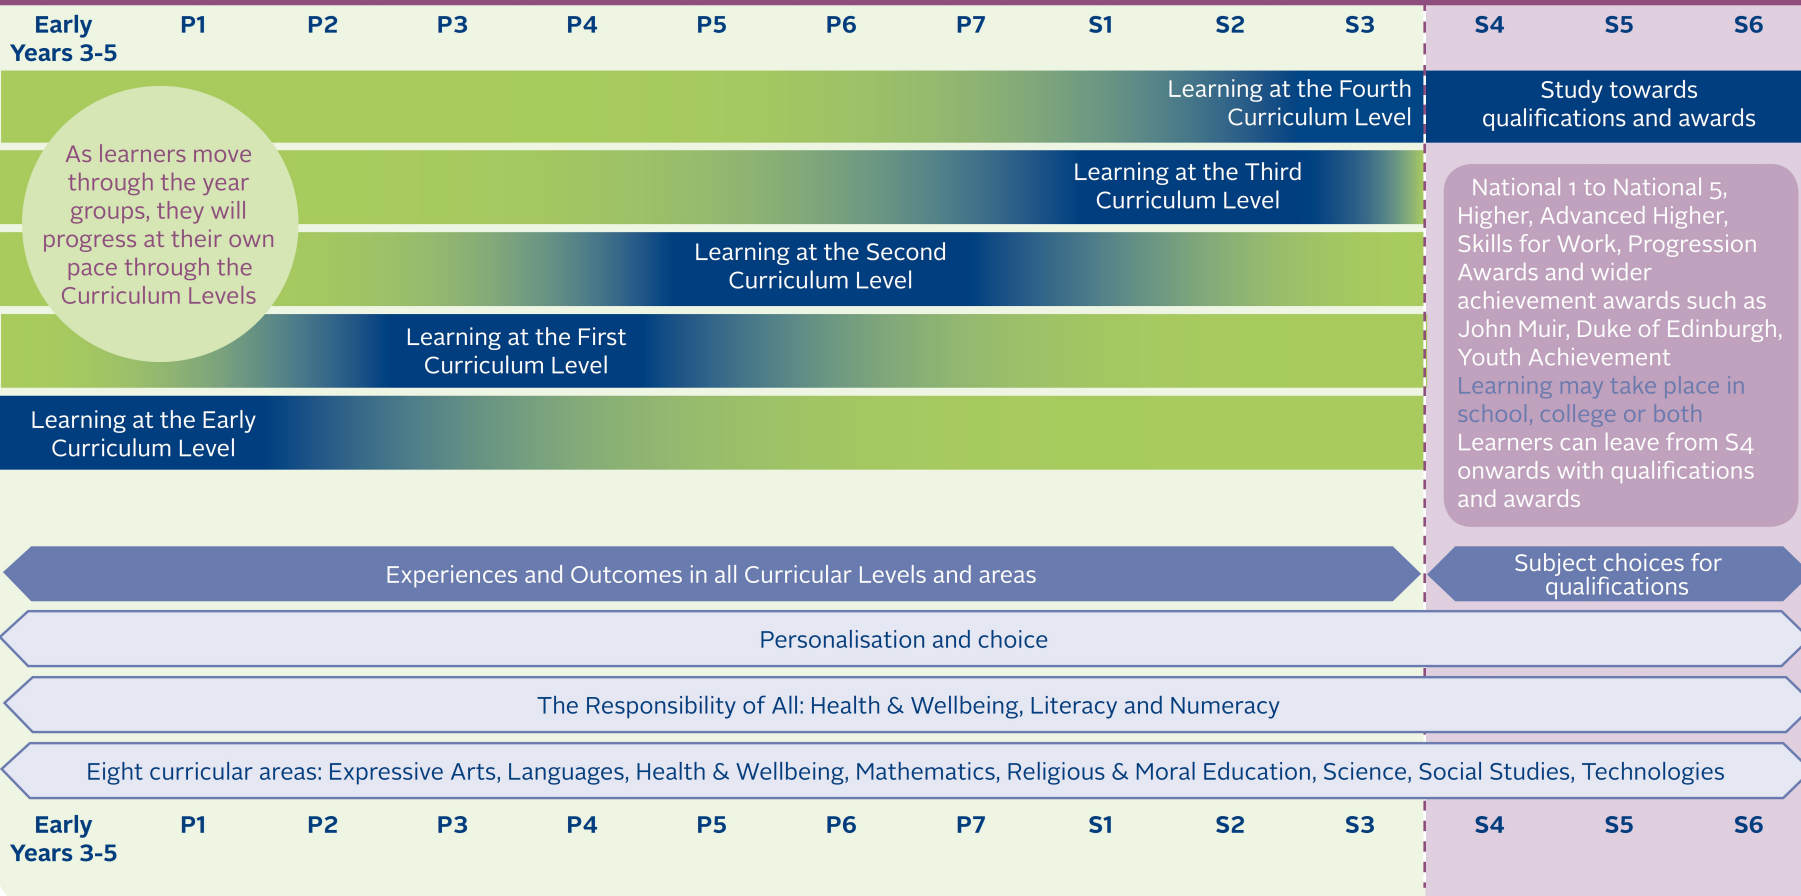 Early
Years 3-5
P1
P2
P3
P4
P5
P6
P7
S1
S2
S3
S4
S5
S6
As learners move
through the year
groups, they will
progress at their own
pace through the
Curriculum Levels
Learning at the Fourth
Curriculum Level
Learning at the Third
Curriculum Level
Learning at the Second
Curriculum Level
Learning at the First
Curriculum Level
Learning at the Early
Curriculum Level
Study towards
qualifications and awards
National 1 to National 5,
Higher, Advanced Higher,
Skills for Work, Progression
Awards and wider
achievement awards such as
John Muir, Duke of Edinburgh,
Youth Achievement
Learning may take place in
school, college or both
Learners can leave from S4
onwards with qualifications
and awards
Experiences and Outcomes in all Curricular Levels and areas
Subject choices for
qualifications
Personalisation and choice
The Responsibility of All: Health & Wellbeing, Literacy and Numeracy
Eight curricular areas: Expressive Arts, Languages, Health & Wellbeing, Mathematics, Religious & Moral Education, Science, Social Studies, Technologies
Early
Years 3-5
P1
P2
P3
P4
P5
P6
P7
S1
S2
S3
S4
S5
S6